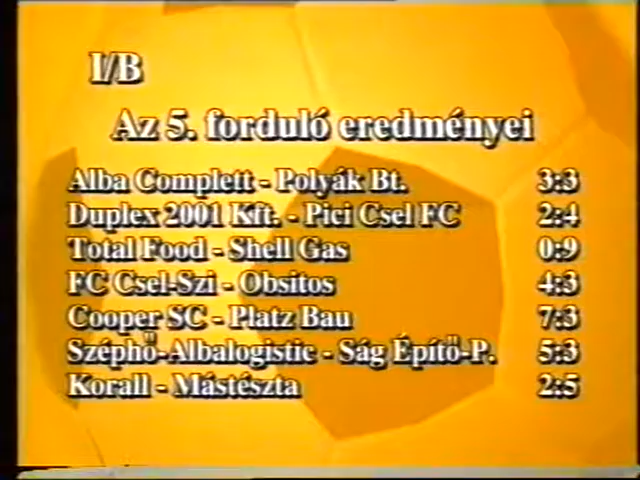 I/B
Az 5. forduló eredményei
Alba Complett - Polyák Bt. 3:3
Duplex 2001 Kft. - Pici Csel FC 2:4
Total Food - Shell Gas 0:9
FC Csel-Szi - Obsitos 4:3
Cooper SC - Platz Bau 7:3
Széphő-Albalogistic - Ság Építő-P. 5:3
Korall - Mástészta 2:5